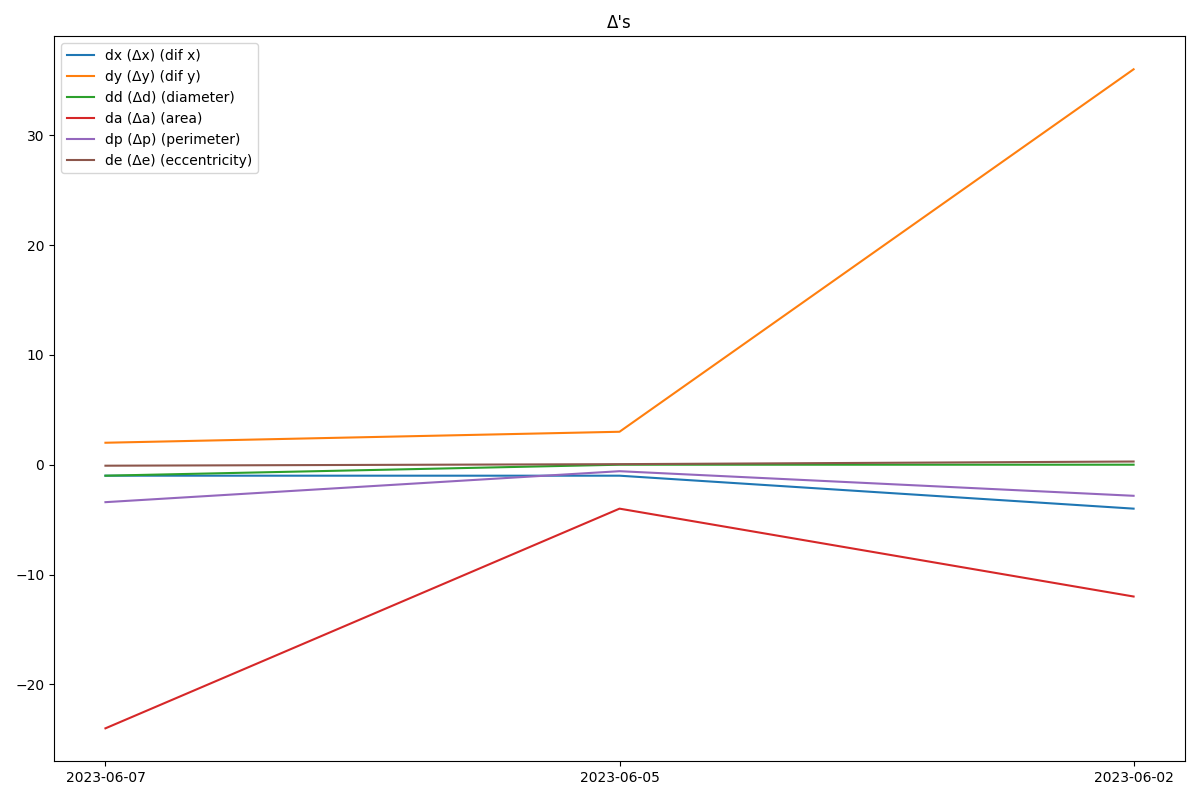 Δ's
dx (Δx) (dif x)
dy (Δy) (dif y)
dd (Δd) (diameter)
da (Δa) (area)
dp (Δp) (perimeter)
de (Δe) (eccentricity)
30
20
10
0
−10
−20
2023-06-07 2023-06-05 2023-06-02